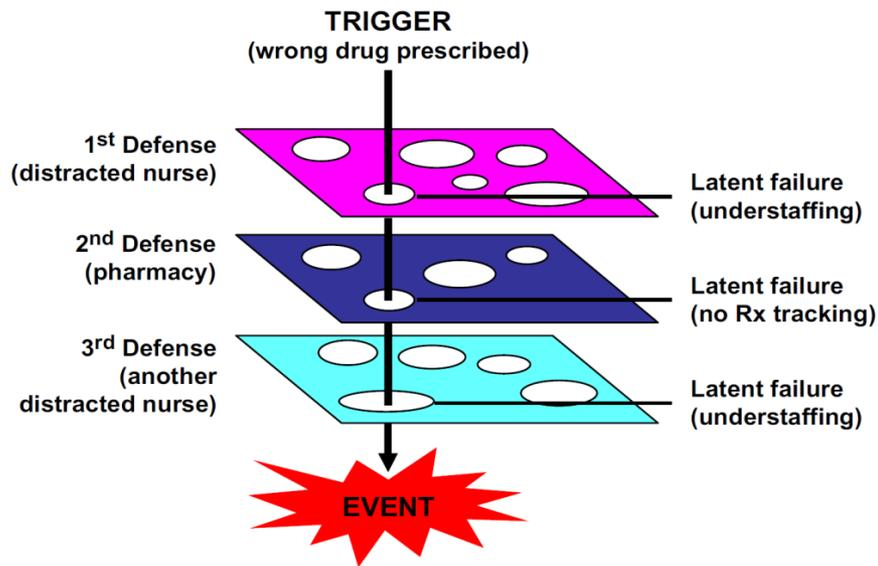 TRIGGER
(wrong drug prescribed)
1st Defense
(distracted nurse)
Latent failure
(understaffing)
2nd Defense
(pharmacy)
Latent failure
(no Rx tracking)
3rd Defense
(another
distracted nurse)
Latent failure
(understaffing)
EVENT